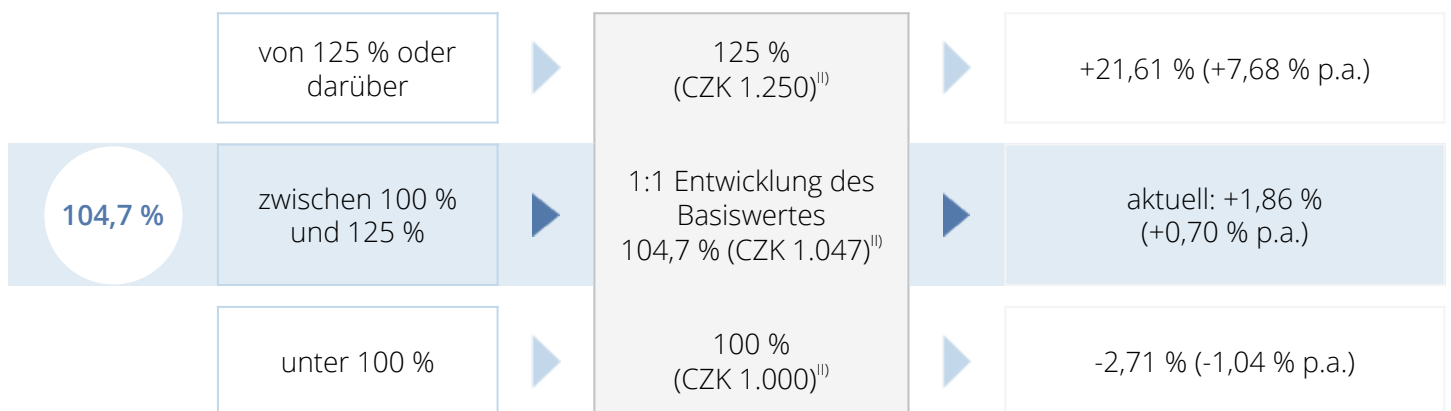 von 125 % oder
darüber
125 %
(CZK 1.250)II)
+21,61 % (+7,68 % p.a.)
104,7 %
zwischen 100 %
und 125 %
1:1 Entwicklung des
Basiswertes
104,7 % (CZK 1.047)II)
aktuell: +1,86 %
(+0,70 % p.a.)
unter 100 %
100 %
(CZK 1.000)II)
-2,71 % (-1,04 % p.a.)